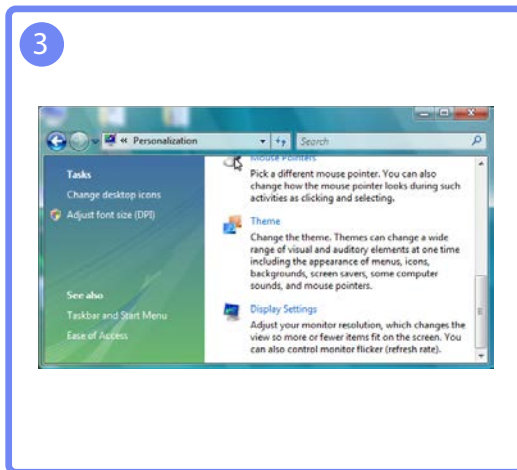 3
« Personalization
Search
Tasks
Change desktop icons
Adjust font size (DPI)
See also
Taskbar and Start Menu
Ease of Access
Mouse Pointers
Pick a different mouse pointer. You can also
change how the mouse pointer looks during such
activities as clicking and selecting.
Theme
Change the theme. Themes can change a wide
range of visual and auditory elements at one time
including the appearance of menus, icons,
backgrounds, screen savers, some computer
sounds, and mouse pointers.
Display Settings
Adjust your monitor resolution, which changes the
view so more or fewer items fit on the screen. You
can also control monitor flicker (refresh rate).